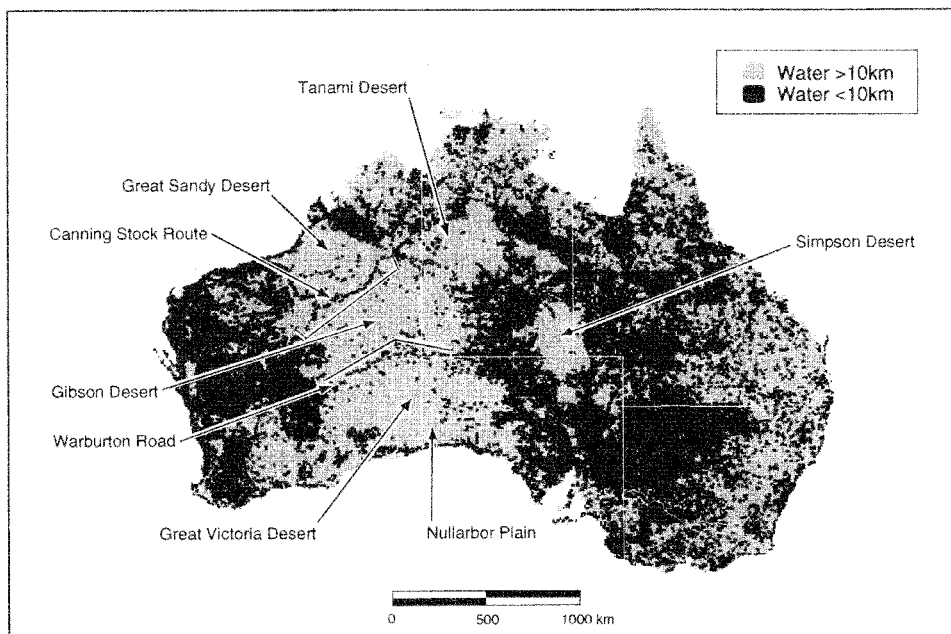 Water >10km
Water <10km
Tanami Desert
Great Sandy Desert
Canning Stock Route
Simpson Desert
Gibson Desert
Warburton Road
Great Victoria Desert
Nullarbor Plain
0 500 1000 km